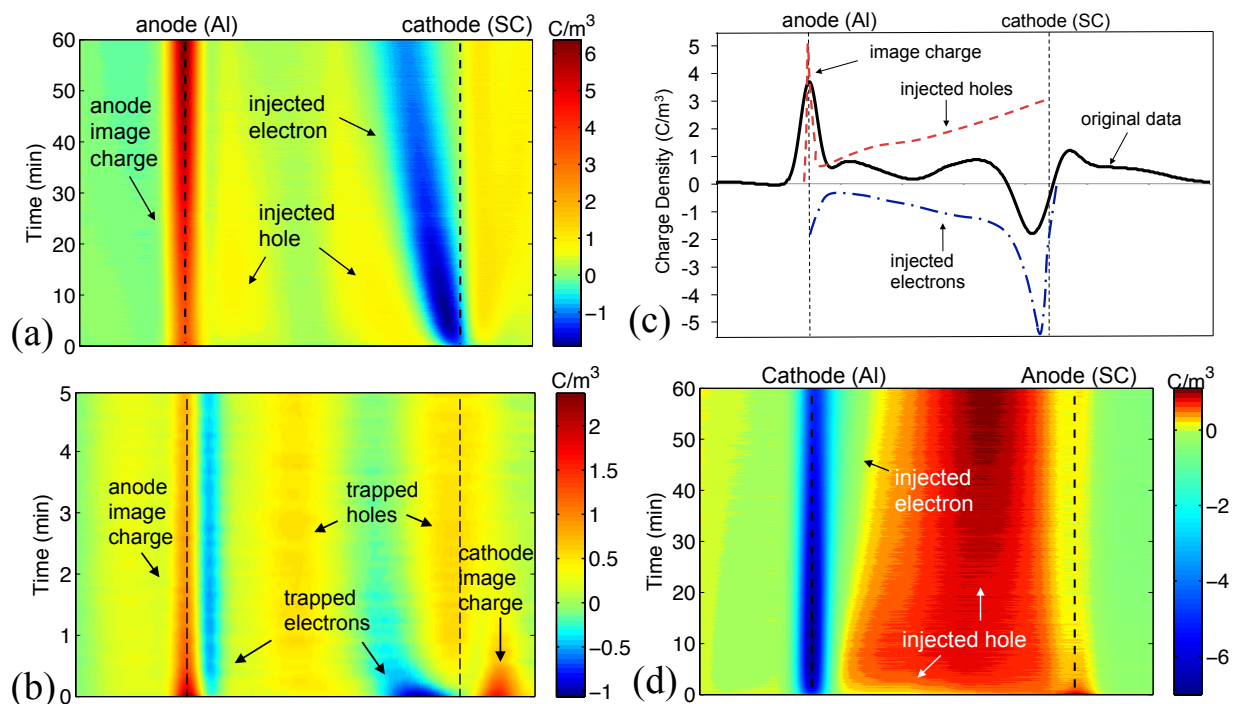 anode (Al)
cathode (SC)
C/m³
60
50
40
30
20
10
0
Time (min)
anode
image
charge
injected
electron
injected
hole
6
5
4
3
2
1
0
−1
(a)
anode (Al)
cathode (SC)
5
4
3
2
1
0
-1
-2
-3
-4
-5
Charge Density (C/m³)
image charge
injected holes
original data
injected
electrons
(c)
C/m³
5
4
3
2
1
0
Time (min)
anode
image
charge
trapped
holes
trapped
electrons
cathode
image
charge
2
1.5
1
0.5
0
−0.5
−1
(b)
Cathode (Al)
Anode (SC)
C/m³
60
50
40
30
20
10
0
Time (min)
injected
electron
injected hole
0
−2
−4
−6
(d)